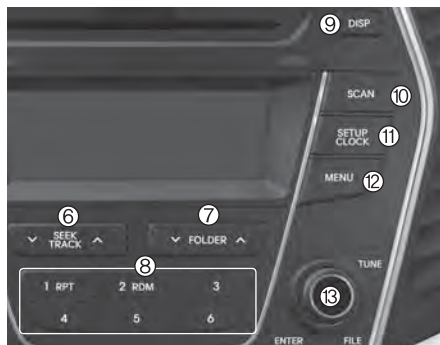 ⑨ DISP
SCAN ⑩
SETUP
CLOCK ⑪
MENU ⑫
⑥ ⑦
SEEK
TRACK
FOLDER
⑧
1 RPT 2 RDM 3
4 5 6
TUNE
⑬
ENTER FILE